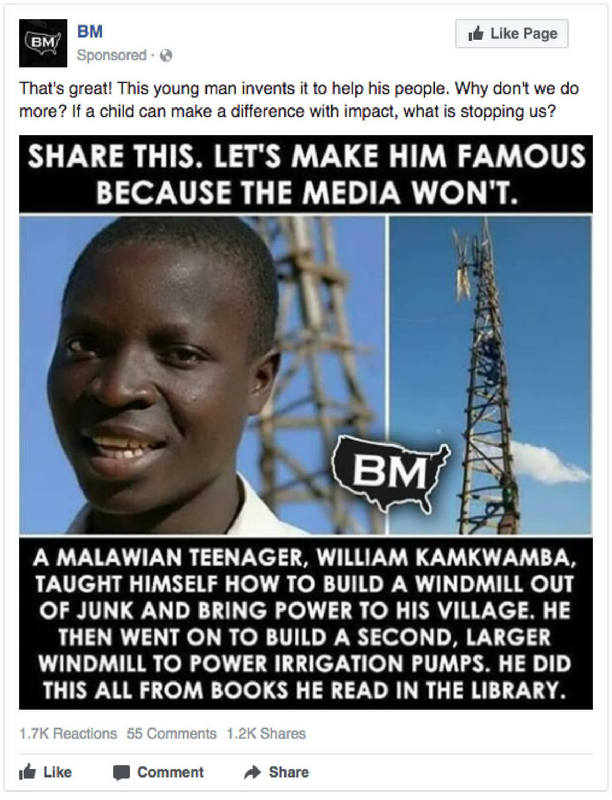 BM
BM
Sponsored ·
Like Page
That's great! This young man invents it to help his people. Why don't we do
more? If a child can make a difference with impact, what is stopping us?
SHARE THIS. LET'S MAKE HIM FAMOUS
BECAUSE THE MEDIA WON'T.
BM
A MALAWIAN TEENAGER, WILLIAM KAMKWAMBA,
TAUGHT HIMSELF HOW TO BUILD A WINDMILL OUT
OF JUNK AND BRING POWER TO HIS VILLAGE. HE
THEN WENT ON TO BUILD A SECOND, LARGER
WINDMILL TO POWER IRRIGATION PUMPS. HE DID
THIS ALL FROM BOOKS HE READ IN THE LIBRARY.
1.7K Reactions 55 Comments 1.2K Shares
Like Comment Share